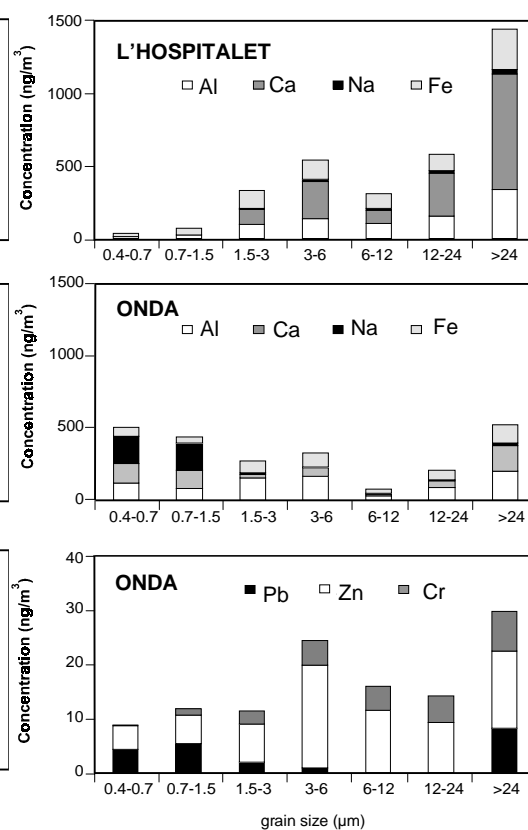 L'HOSPITALET
Al Ca Na Fe
Concentration (ng/m³)
1500
1000
500
0
0.4-0.7 0.7-1.5 1.5-3 3-6 6-12 12-24 >24
ONDA
Al Ca Na Fe
Concentration (ng/m³)
1500
1000
500
0
0.4-0.7 0.7-1.5 1.5-3 3-6 6-12 12-24 >24
ONDA
Pb Zn Cr
Concentration (ng/m³)
40
30
20
10
0
0.4-0.7 0.7-1.5 1.5-3 3-6 6-12 12-24 >24
grain size (µm)